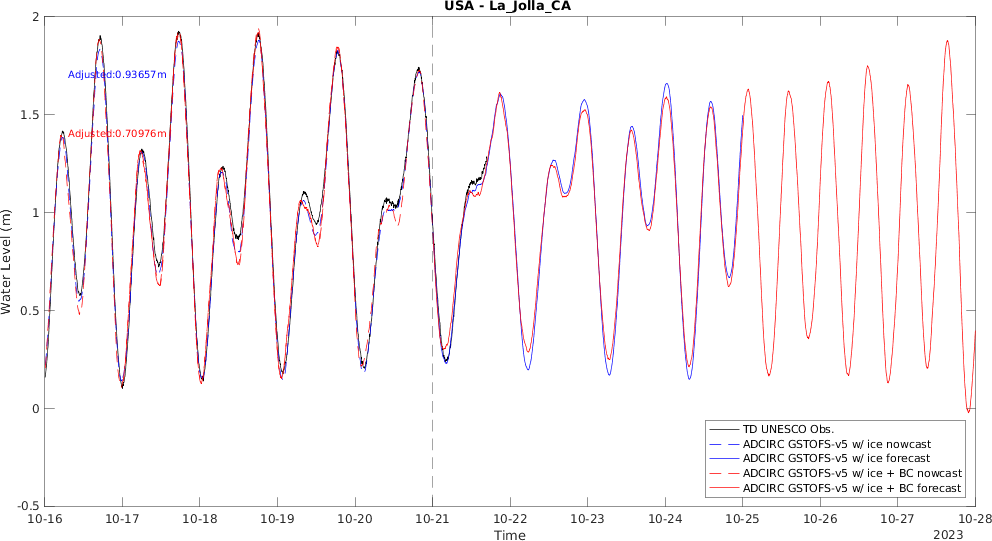 USA - La_Jolla_CA
Water Level (m)
2
1.5
1
0.5
0
-0.5
Adjusted:0.93657m
Adjusted:0.70976m
TD UNESCO Obs.
ADCIRC GSTOFS-v5 w/ ice nowcast
ADCIRC GSTOFS-v5 w/ ice forecast
ADCIRC GSTOFS-v5 w/ ice + BC nowcast
ADCIRC GSTOFS-v5 w/ ice + BC forecast
10-16 10-17 10-18 10-19 10-20 10-21 10-22 10-23 10-24 10-25 10-26 10-27 10-28
Time
2023